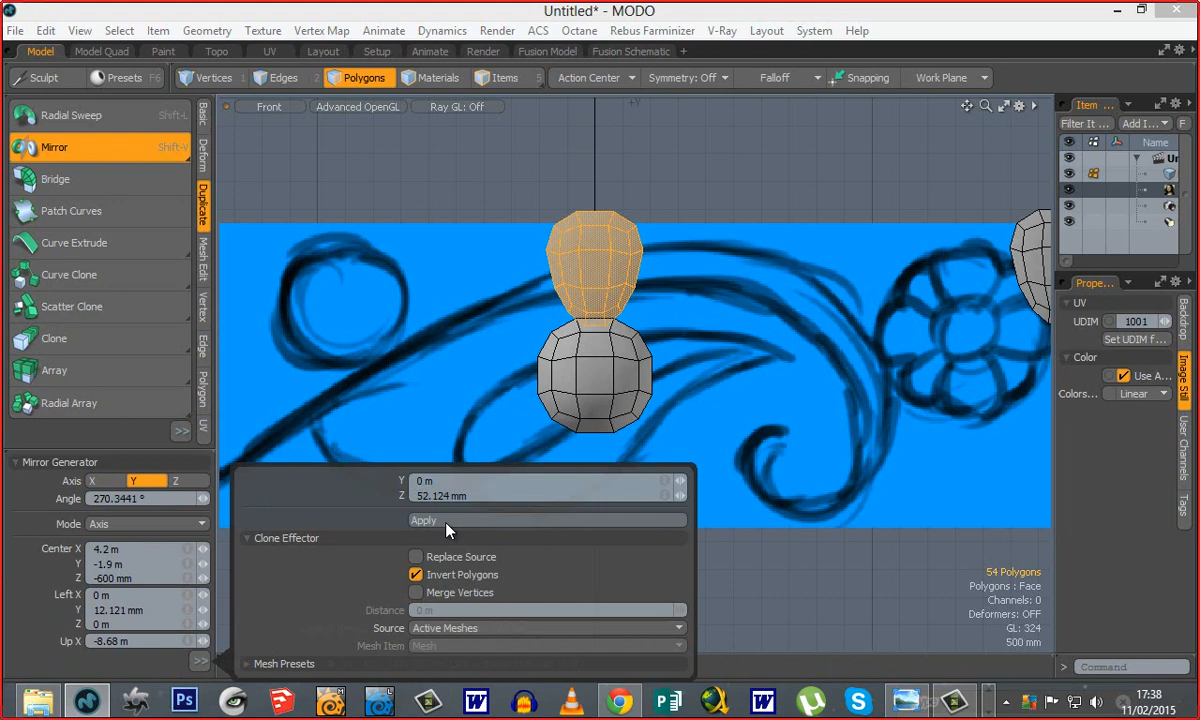 Untitled* - MODO
File Edit View Select Item Geometry Texture Vertex Map Animate Dynamics Render ACS Octane Rebus Farminizer V-Ray Layout System Help
Model Model Quad Paint Topo UV Layout Setup Animate Render Fusion Model Fusion Schematic +
Sculpt Presets F6 Vertices 1 Edges 2 Polygons Materials Items 5 Action Center Symmetry: Off Falloff Snapping Work Plane
Front Advanced OpenGL Ray GL: Off +Y
Item ...
Filter It ... Add I... F
Name
Ur
Radial Sweep Shift-L
Mirror Shift-V
Bridge
Patch Curves
Curve Extrude
Curve Clone
Scatter Clone
Clone
Array
Radial Array
>>
Basic
Deform
Duplicate
Mesh Edit
Vertex
Edge
Polygon
UV
Prope...
UV
UDIM 1001
Set UDIM f...
Color
Use A...
Colors... Linear
Backdrop
Image Still
User Channels
Tags
Mirror Generator
Axis X Y Z
Angle 270.3441 °
Mode Axis
Center X 4.2 m
Y -1.9 m
Z -600 mm
Left X 0 m
Y 12.121 mm
Z 0 m
Up X -8.68 m
>>
Y 0 m
Z 52.124 mm
Apply
Clone Effector
Replace Source
Invert Polygons
Merge Vertices
Distance 0 m
Source Active Meshes
Mesh Item Mesh
Mesh Presets
54 Polygons
Polygons : Face
Channels: 0
Deformers: OFF
GL: 324
500 mm
> Command
17:38
11/02/2015